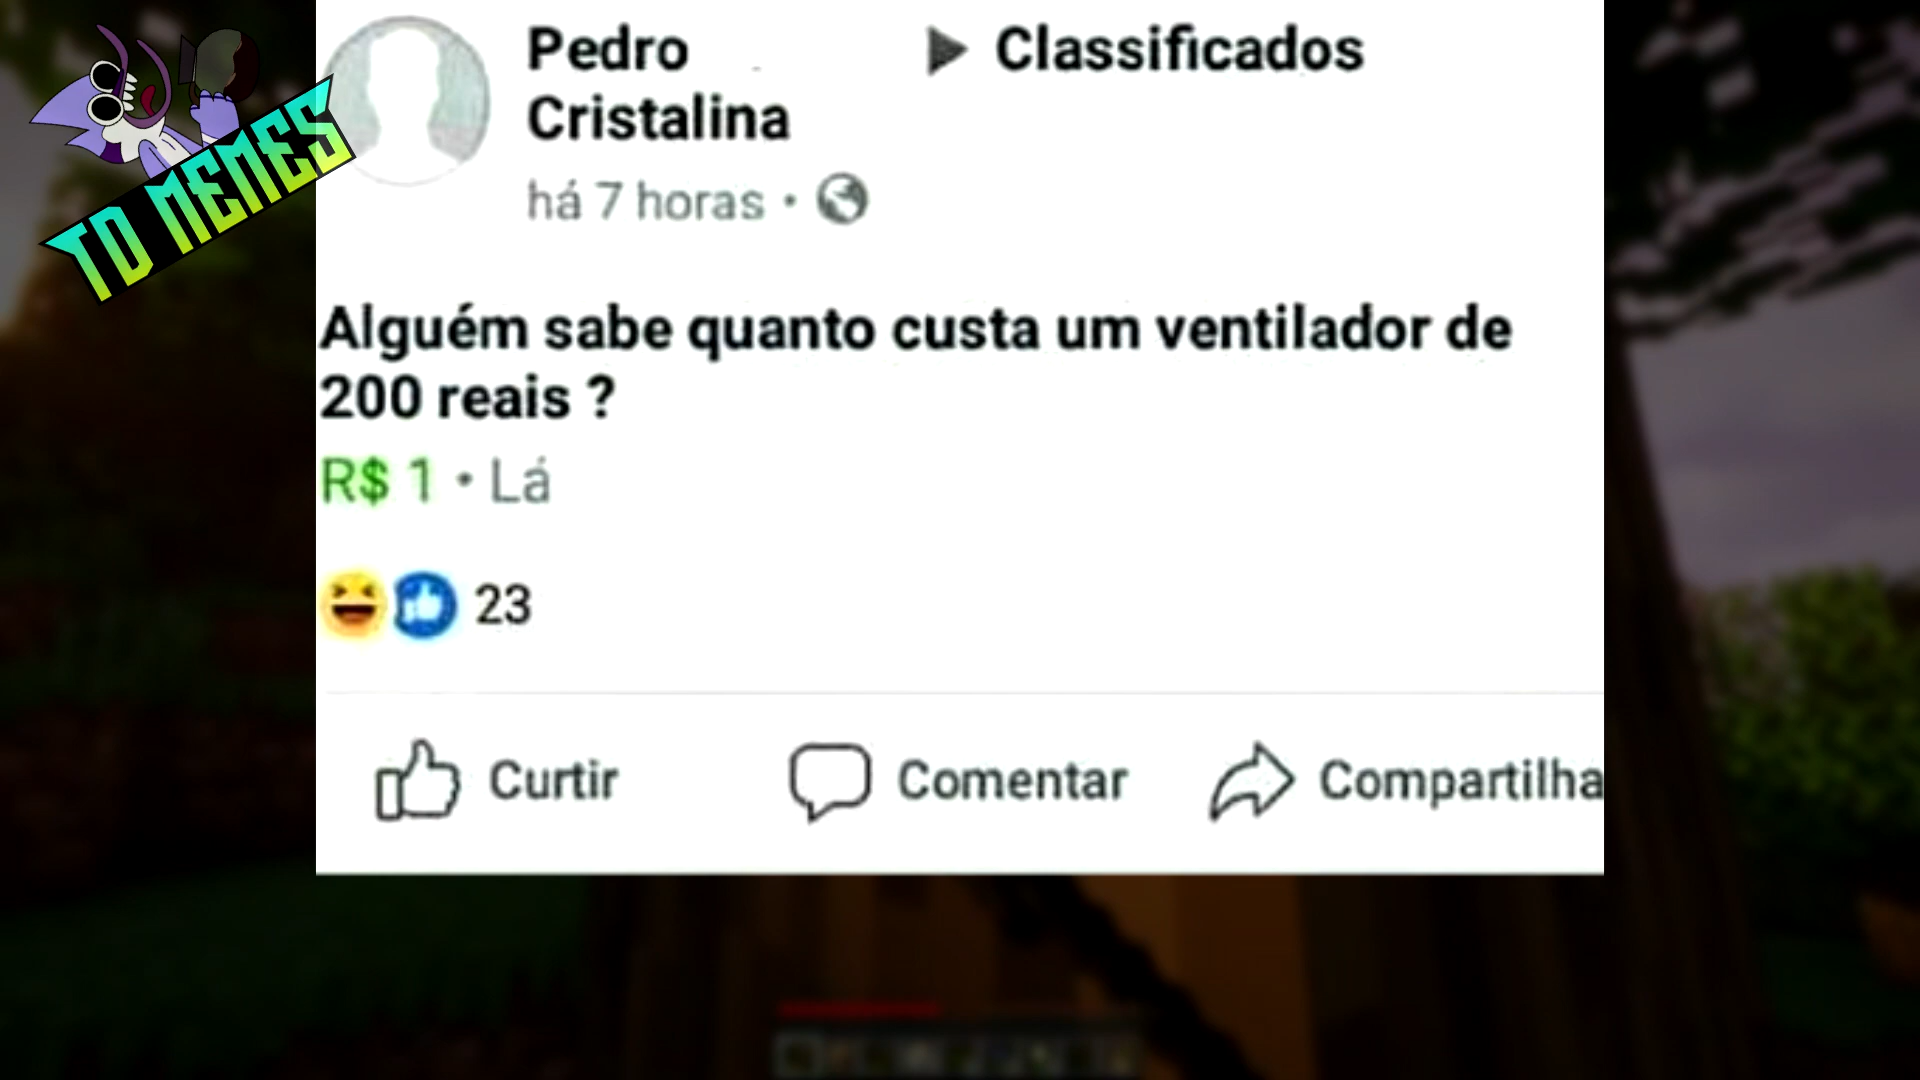 TD MEMES
Pedro
Cristalina
Classificados
há 7 horas ·
Alguém sabe quanto custa um ventilador de
200 reais ?
R$ 1 · Lá
23
Curtir
Comentar
Compartilha